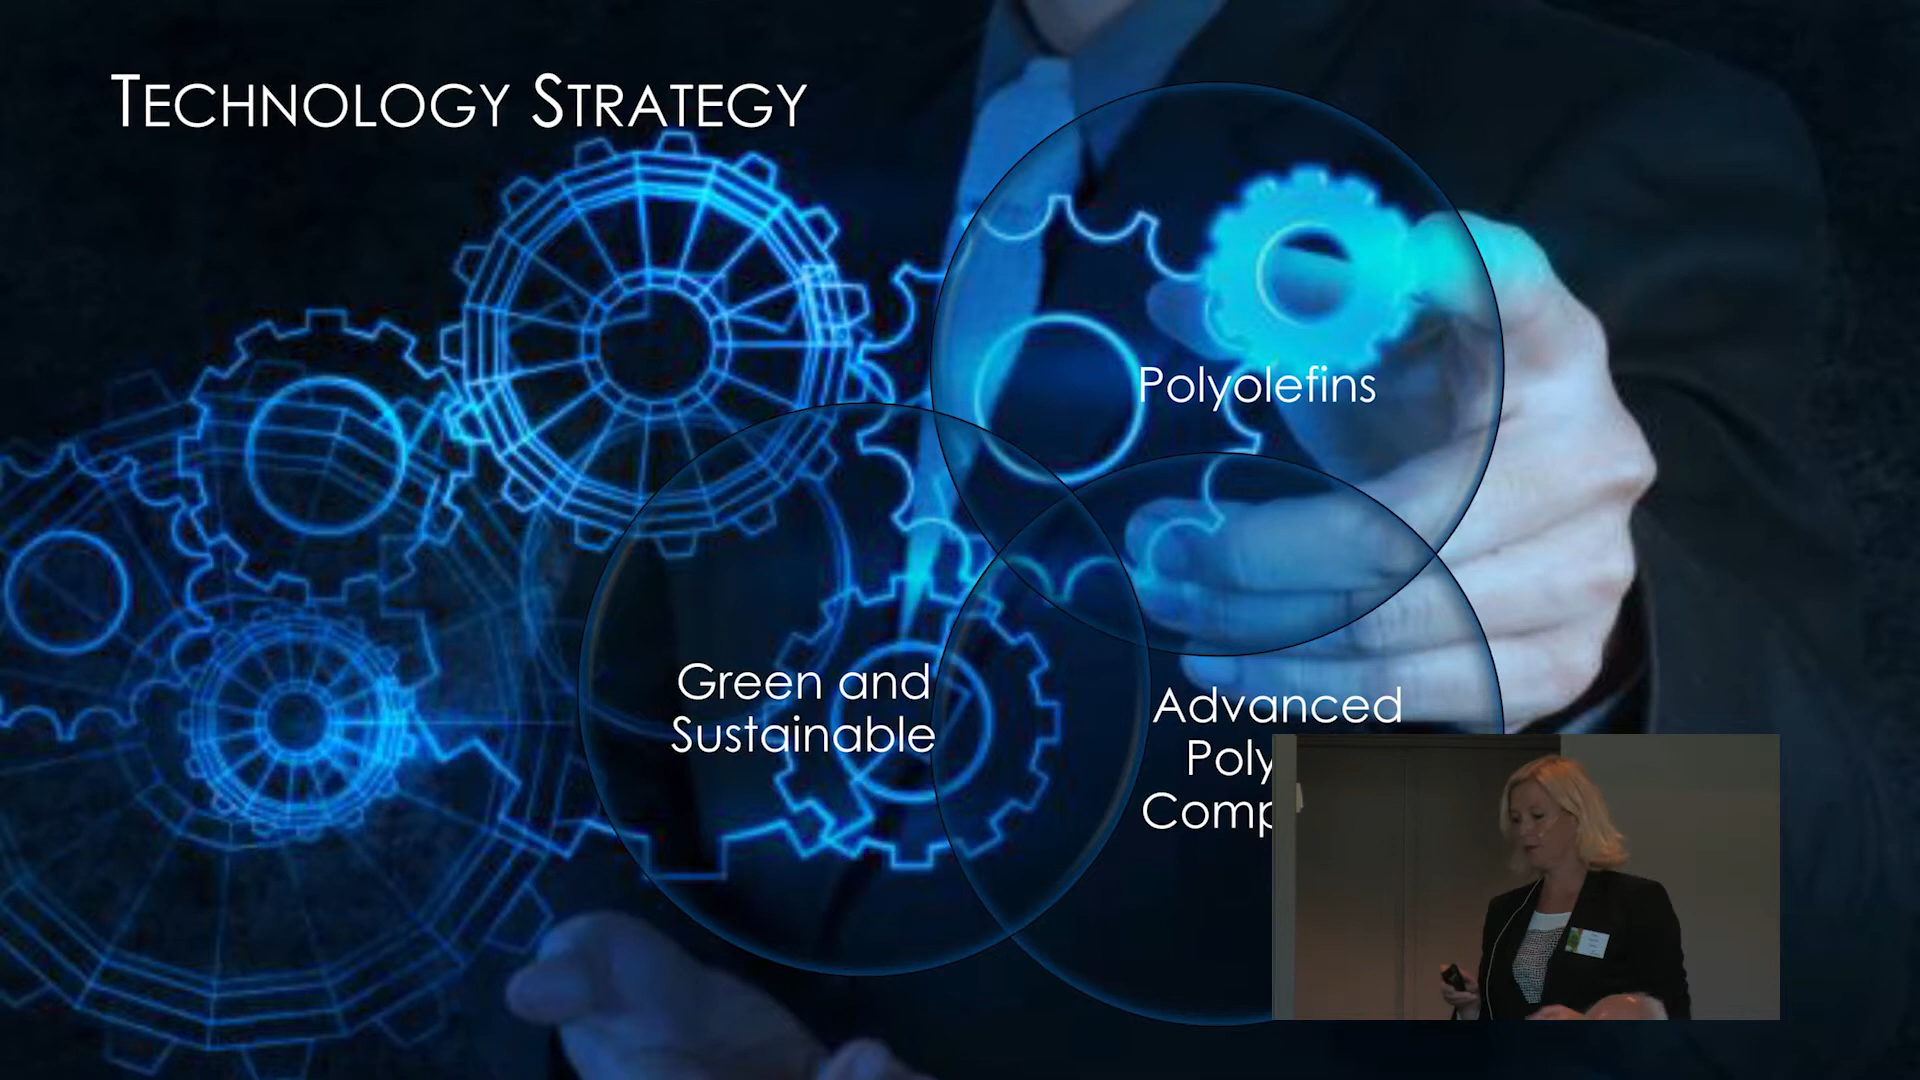 TECHNOLOGY STRATEGY
Polyolefins
Green and
Sustainable
Advanced
Poly
Comp